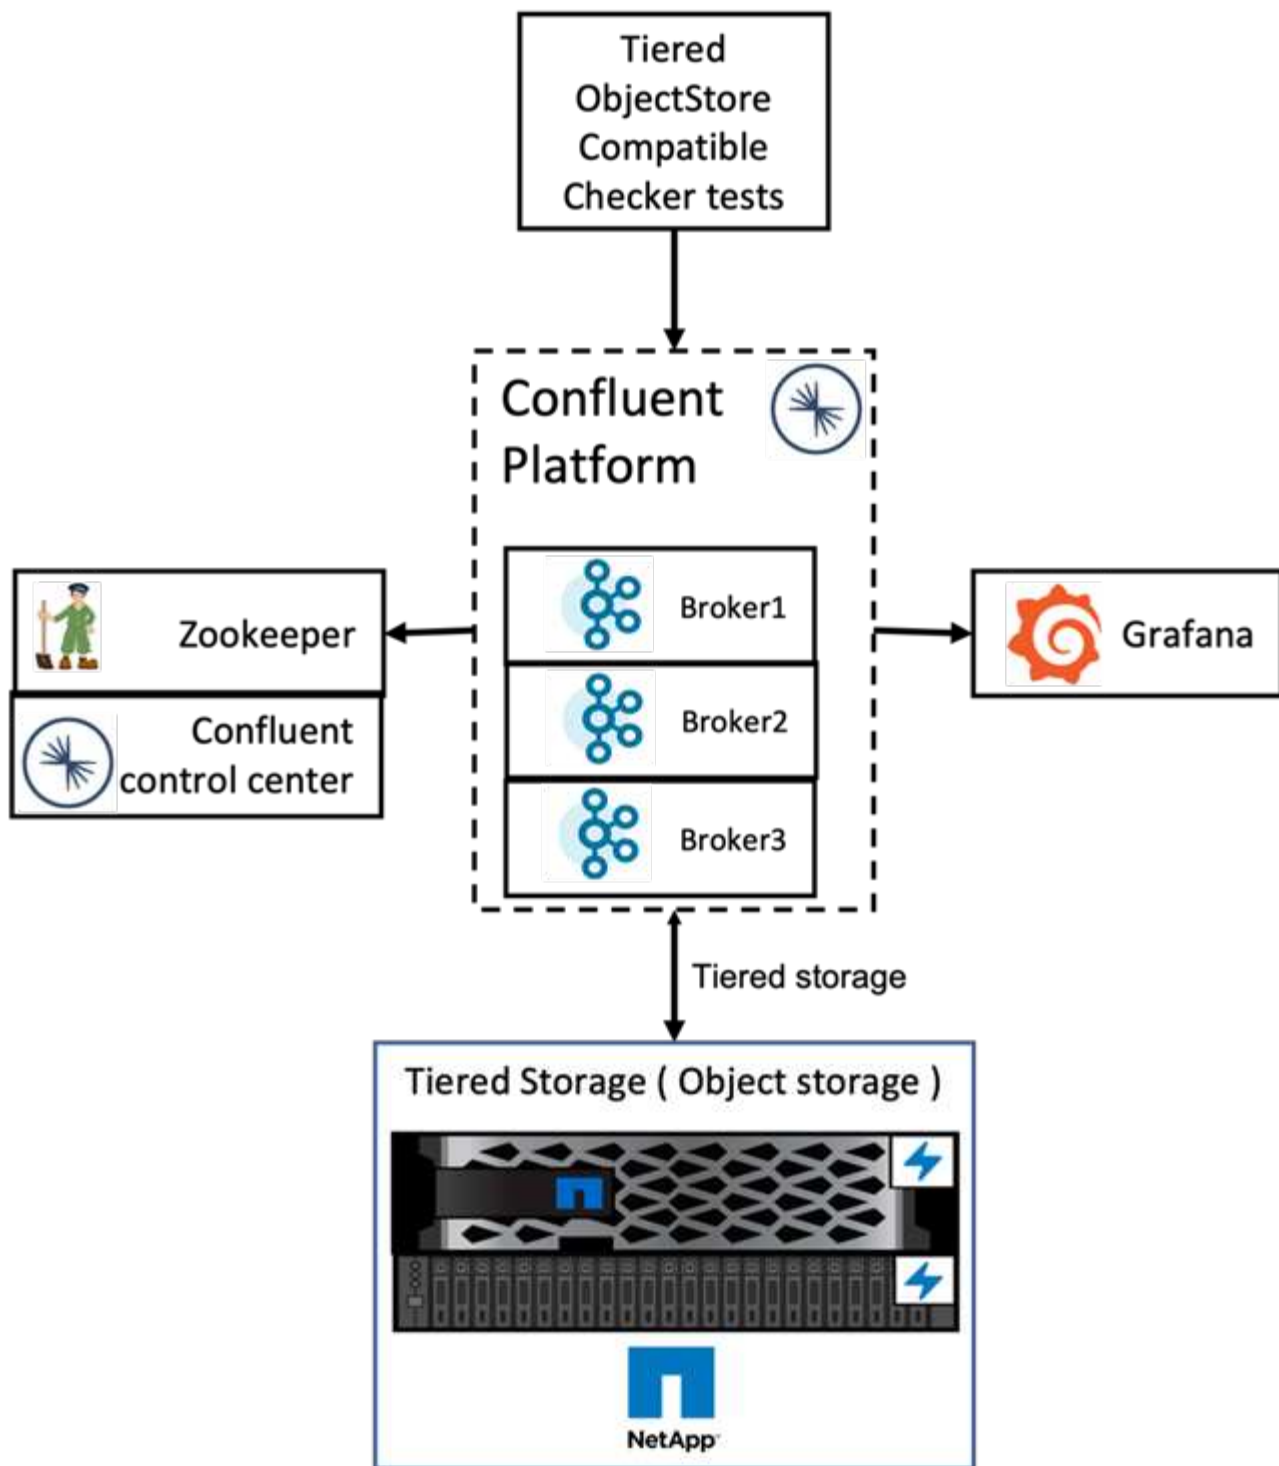 Tiered
ObjectStore
Compatible
Checker tests
Confluent
Platform
Broker1
Broker2
Broker3
Zookeeper
Confluent
control center
Grafana
Tiered storage
Tiered Storage ( Object storage )
NetApp